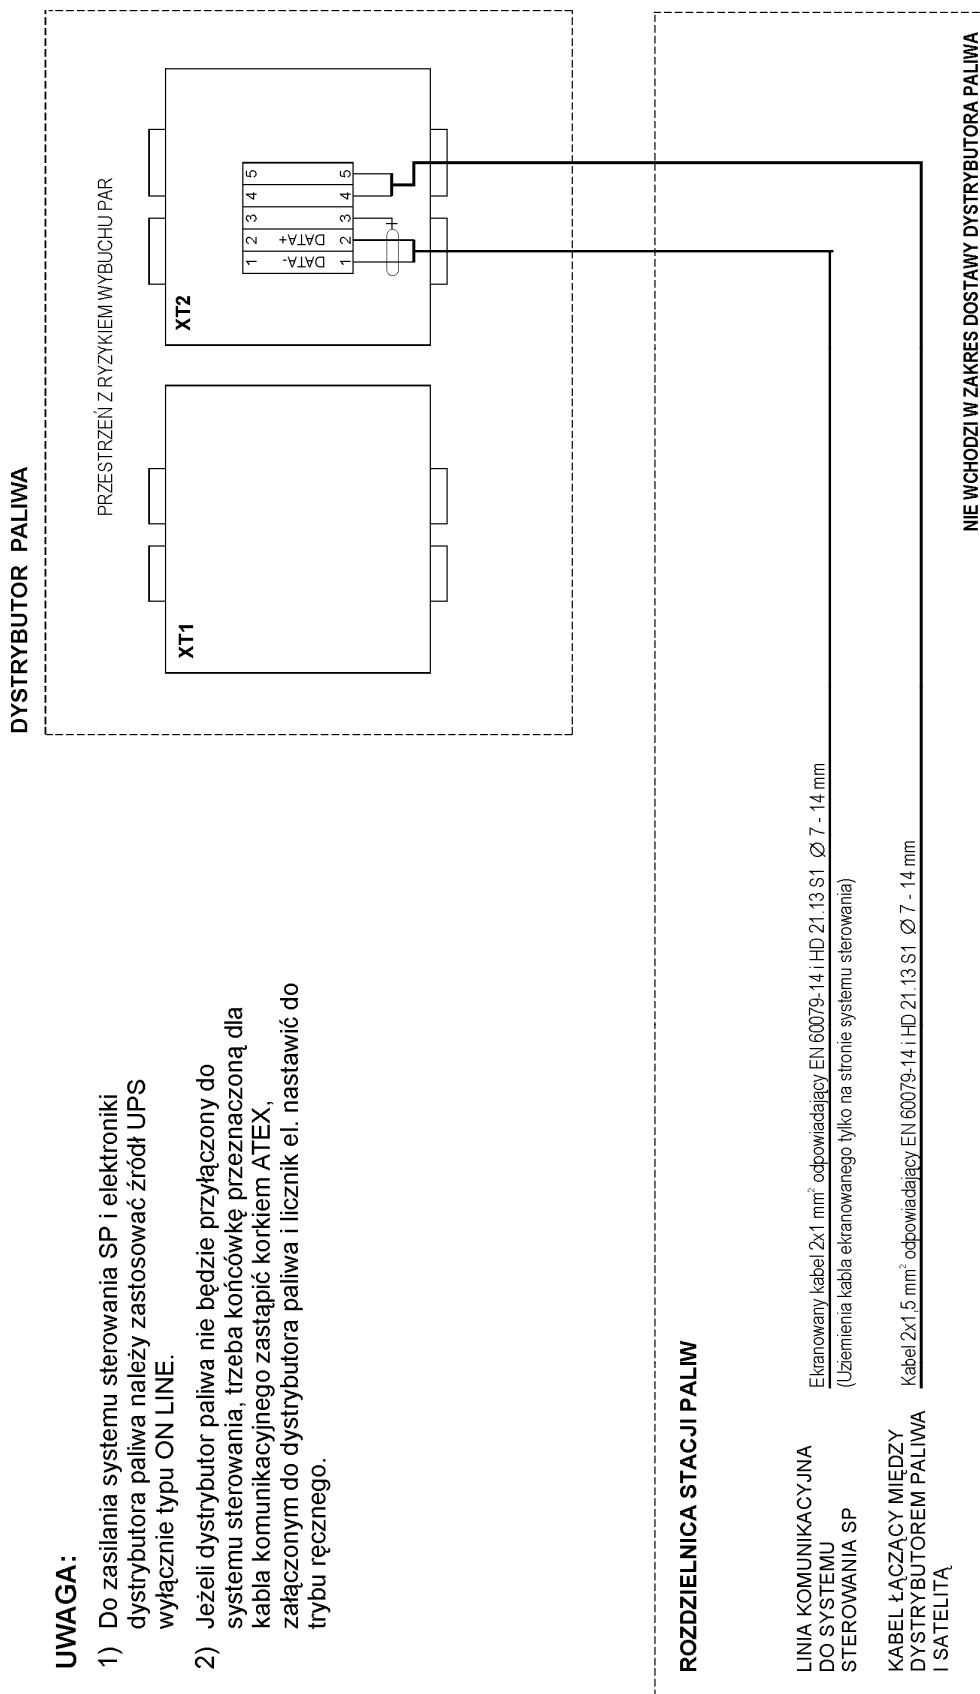 DYSTRYBUTOR PALIWA
PRZESTRZEŃ Z RYZYKIEM WYBUCHU PAR
XT1
XT2
1 2 3 4 5
DATA- DATA+
1 2 3 4 5
UWAGA:
1) Do zasilania systemu sterowania SP i elektroniki
dystrybutora paliwa należy zastosować źródł UPS
wyłącznie typu ON LINE.
2) Jeżeli dystrybutor paliwa nie będzie przyłączony do
systemu sterowania, trzeba końcówkę przeznaczoną dla
kabla komunikacyjnego zastąpić korkiem ATEX,
załączonym do dystrybutora paliwa i licznik el. nastawić do
trybu ręcznego.
ROZDZIELNICA STACJI PALIW
LINIA KOMUNIKACYJNA
DO SYSTEMU
STEROWANIA SP
Ekranowany kabel 2x1 mm² odpowiadający EN 60079-14 i HD 21.13 S1 Ø 7 - 14 mm
(Uziemienia kabla ekranowanego tylko na stronie systemu sterowania)
KABEL ŁĄCZĄCY MIĘDZY
DYSTRYBUTOREM PALIWA
I SATELITĄ
Kabel 2x1,5 mm² odpowiadający EN 60079-14 i HD 21.13 S1 Ø 7 - 14 mm
NIE WCHODZI W ZAKRES DOSTAWY DYSTRYBUTORA PALIWA